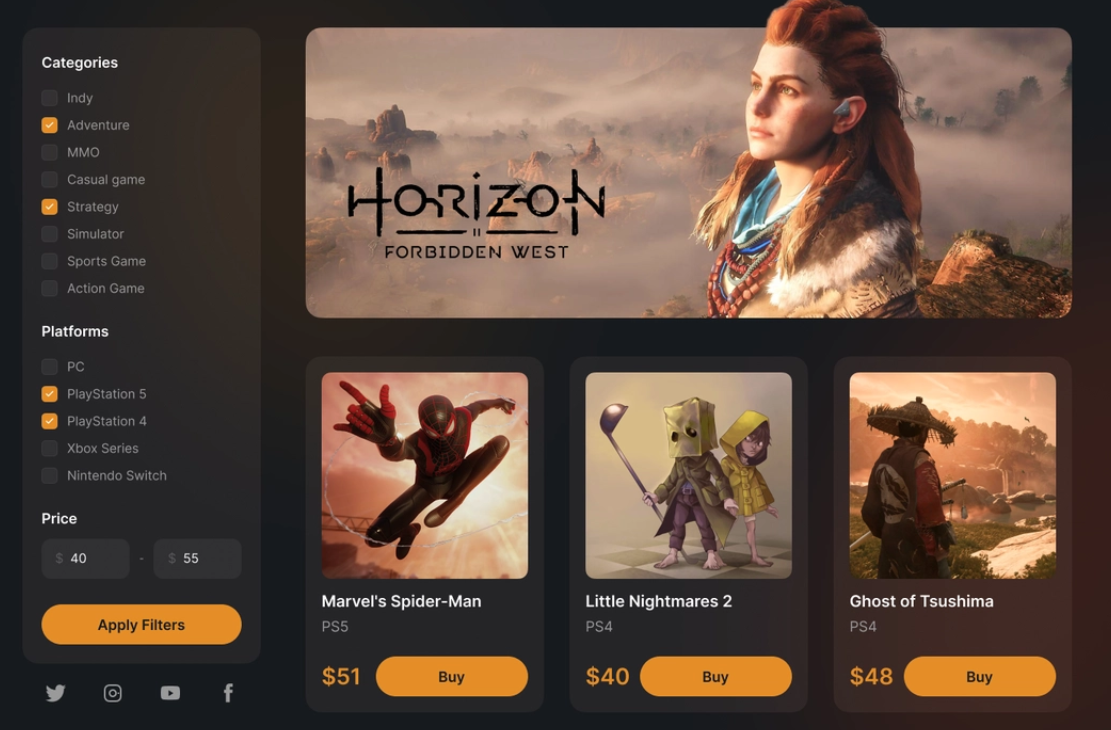 Categories
Indy
Adventure
MMO
Casual game
Strategy
Simulator
Sports Game
Action Game
Platforms
PC
PlayStation 5
PlayStation 4
Xbox Series
Nintendo Switch
Price
$ 40 - $ 55
Apply Filters
HORIZON
II
FORBIDDEN WEST
Marvel's Spider-Man
PS5
$51 Buy
Little Nightmares 2
PS4
$40 Buy
Ghost of Tsushima
PS4
$48 Buy